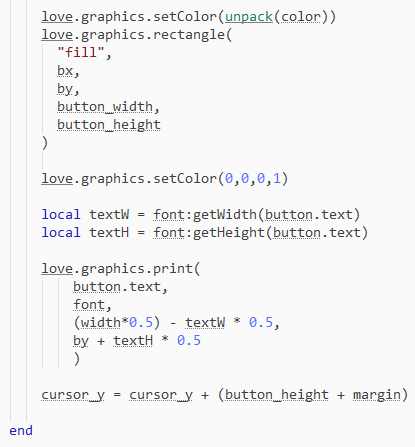 love.graphics.setColor(unpack(color))
love.graphics.rectangle(
"fill",
bx,
by,
button_width,
button_height
)
love.graphics.setColor(0,0,0,1)
local textW = font:getWidth(button.text)
local textH = font:getHeight(button.text)
love.graphics.print(
button.text,
font,
(width*0.5) - textW * 0.5,
by + textH * 0.5
)
cursor_y = cursor_y + (button_height + margin)
end